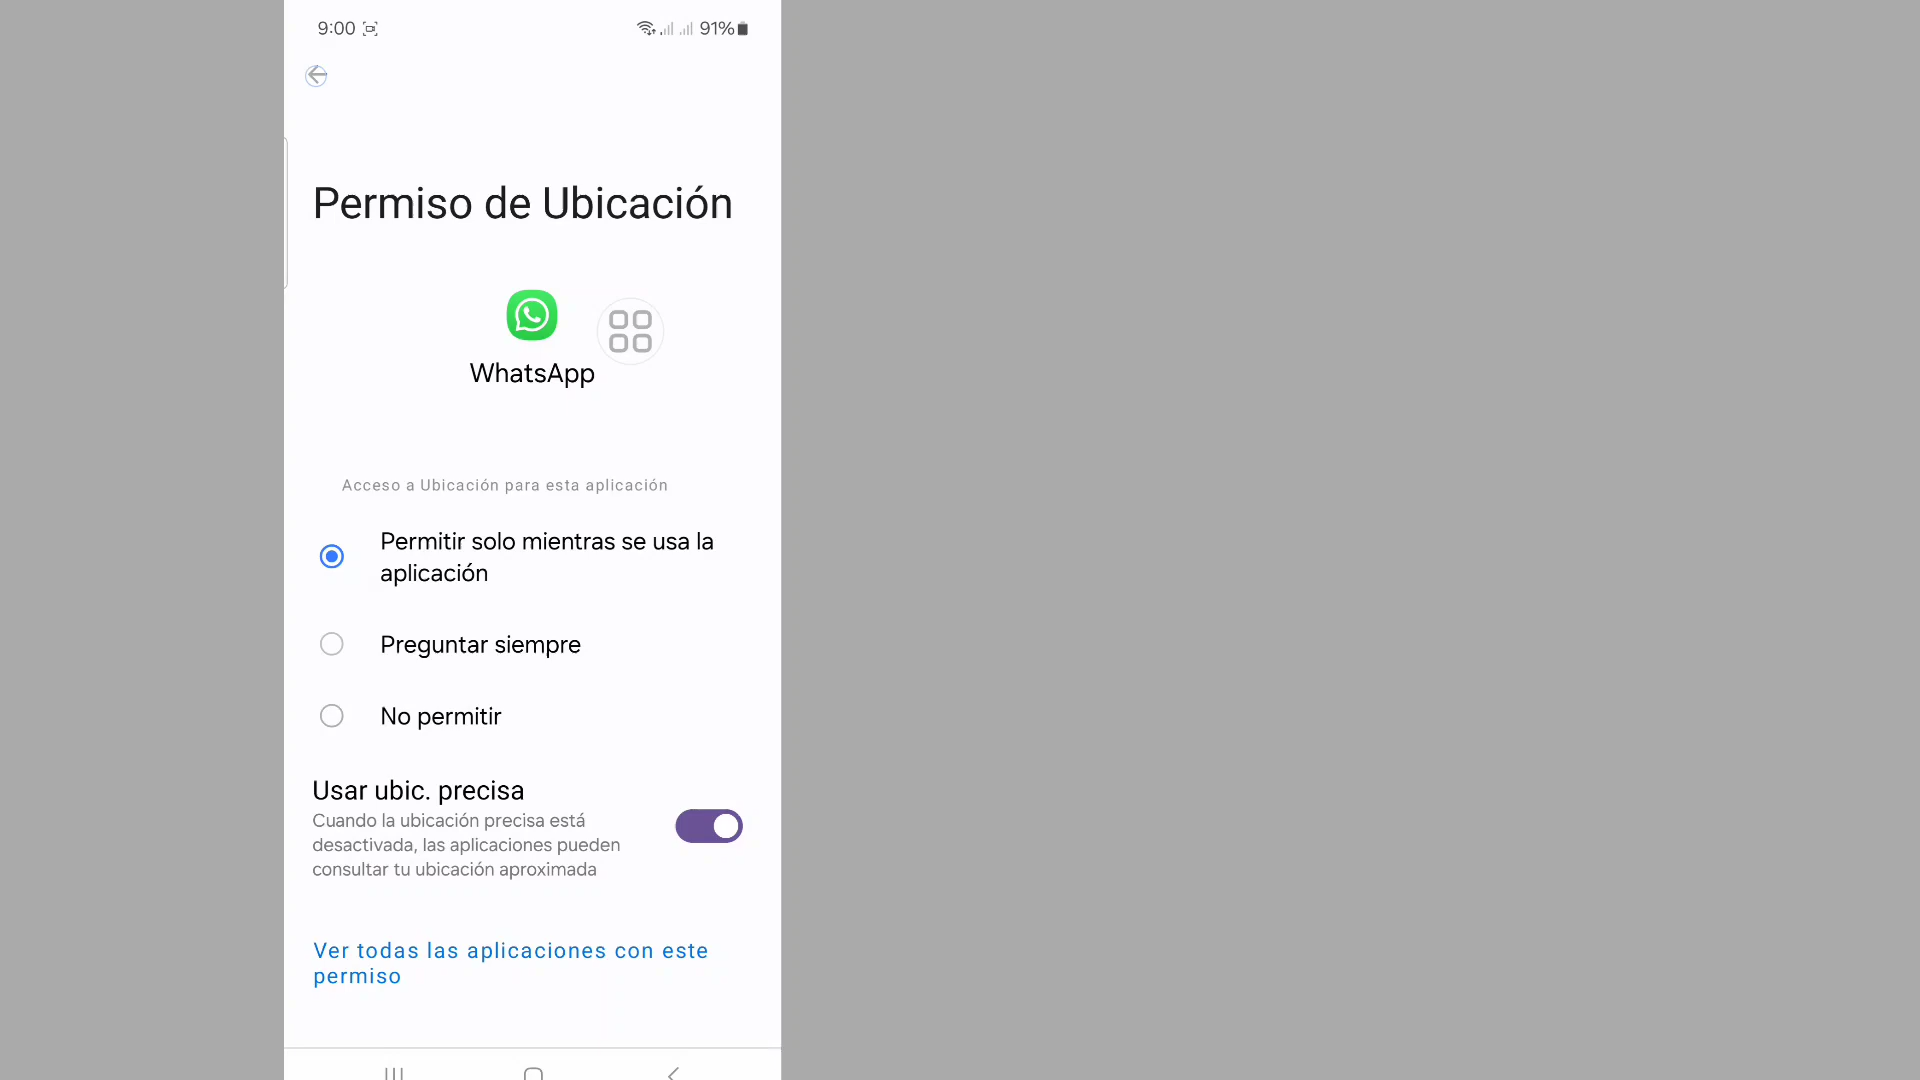 9:00 91%
Permiso de Ubicación
WhatsApp
Acceso a Ubicación para esta aplicación
Permitir solo mientras se usa la
aplicación
Preguntar siempre
No permitir
Usar ubic. precisa
Cuando la ubicación precisa está
desactivada, las aplicaciones pueden
consultar tu ubicación aproximada
Ver todas las aplicaciones con este
permiso